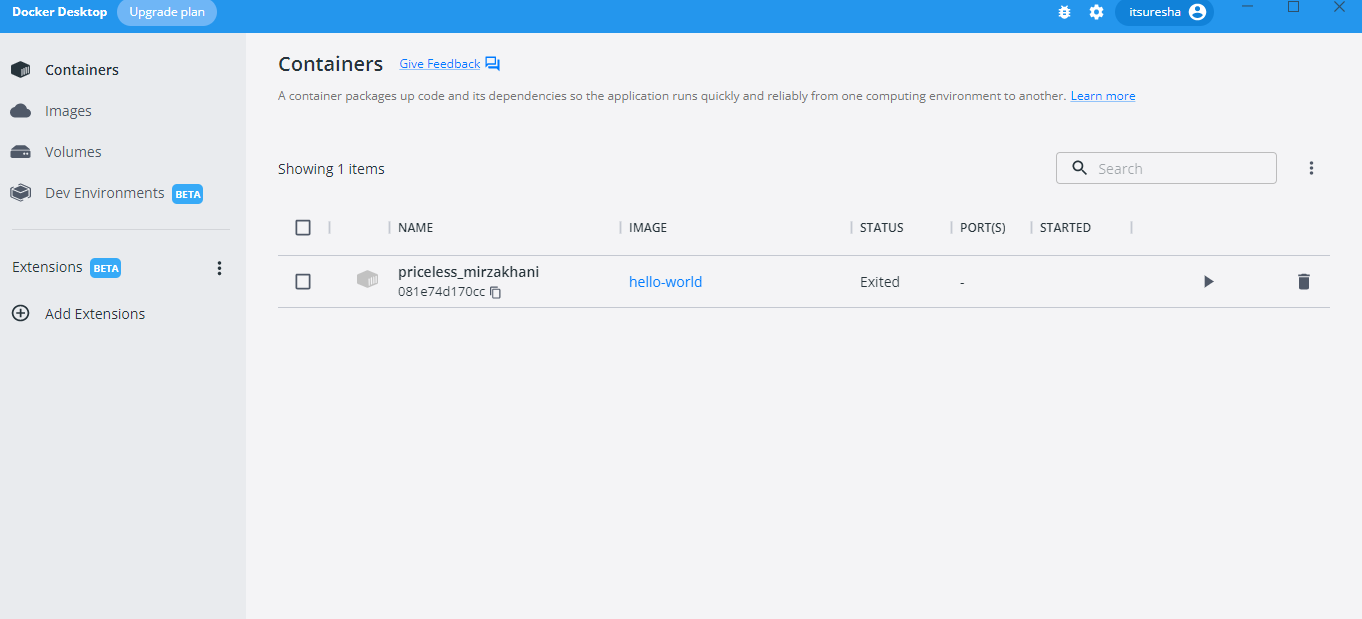 Docker Desktop Upgrade plan itsuresha
Containers
Images
Volumes
Dev Environments BETA
Extensions BETA
Add Extensions
Containers Give Feedback
A container packages up code and its dependencies so the application runs quickly and reliably from one computing environment to another. Learn more
Showing 1 items Search
NAME IMAGE STATUS PORT(S) STARTED
priceless_mirzakhani
081e74d170cc
hello-world Exited -